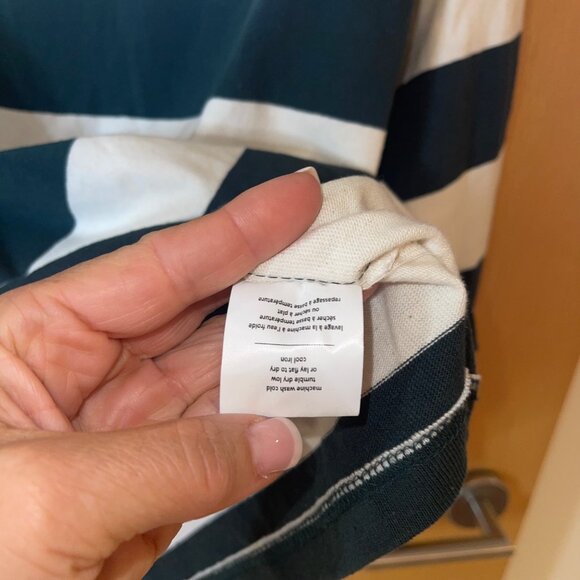 machine wash cold
tumble dry low
or lay flat to dry
cool iron
lavage à la machine à l'eau froide
sécher à basse température
ou sécher à plat
repassage à basse température